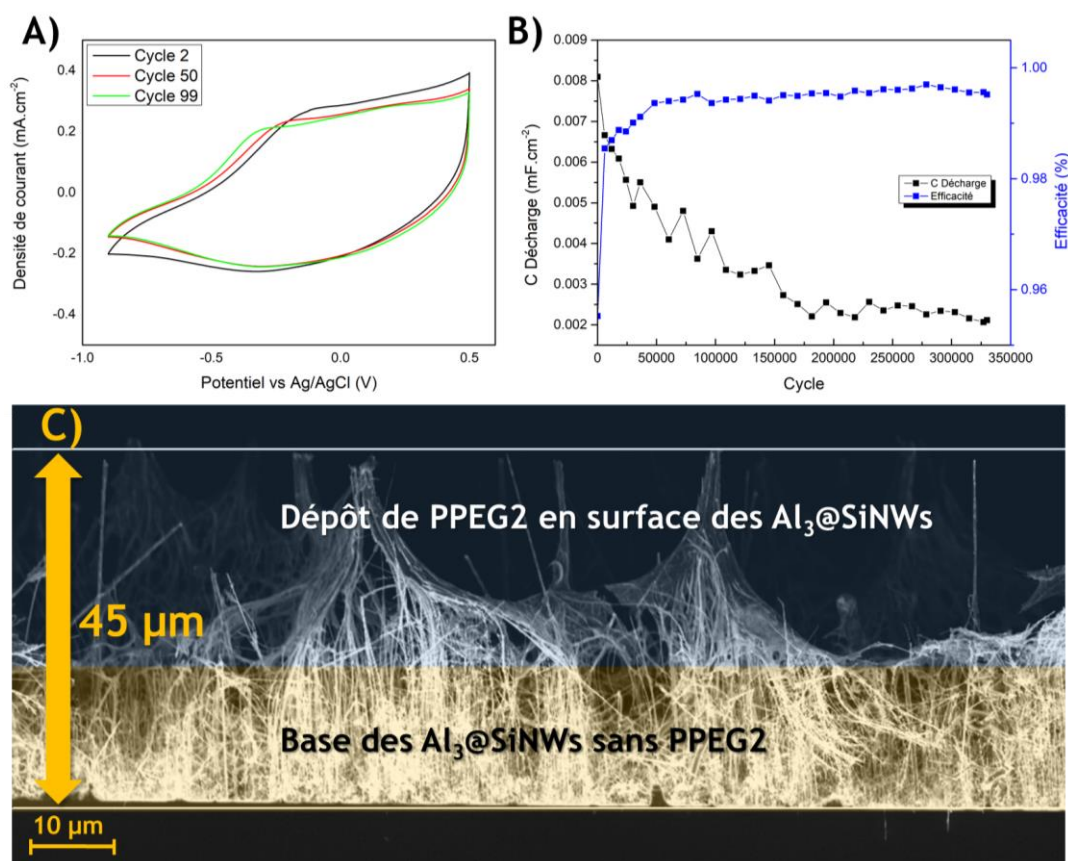 A)
Cycle 2
Cycle 50
Cycle 99
0.4
0.2
0.0
-0.2
-0.4
-1.0 -0.5 0.0 0.5
Densité de courant (mA.cm⁻²)
Potentiel vs Ag/AgCl (V)
B)
0.009
0.008
0.007
0.006
0.005
0.004
0.003
0.002
1.00
0.98
0.96
C Décharge
Efficacité
0 50000 100000 150000 200000 250000 300000 350000
C Décharge (mF.cm⁻²)
Efficacité (%)
Cycle
C)
Dépôt de PPEG2 en surface des Al₃@SiNWs
45 µm
Base des Al₃@SiNWs sans PPEG2
10 µm